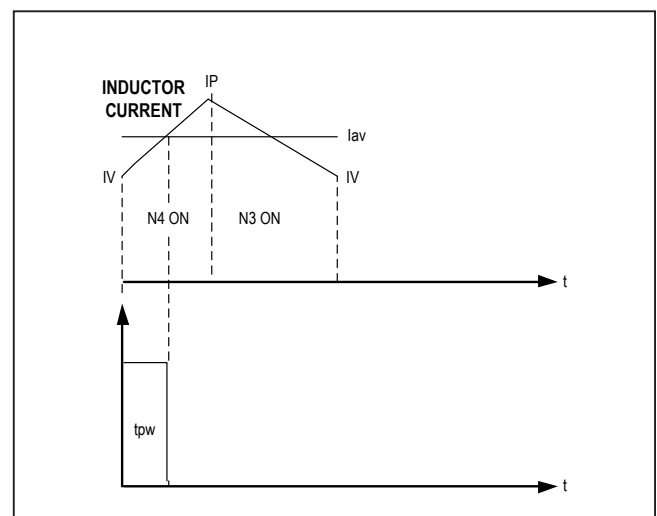 IP
INDUCTOR
CURRENT
Iav
IV
IV
N4 ON
N3 ON
t
tpw
t